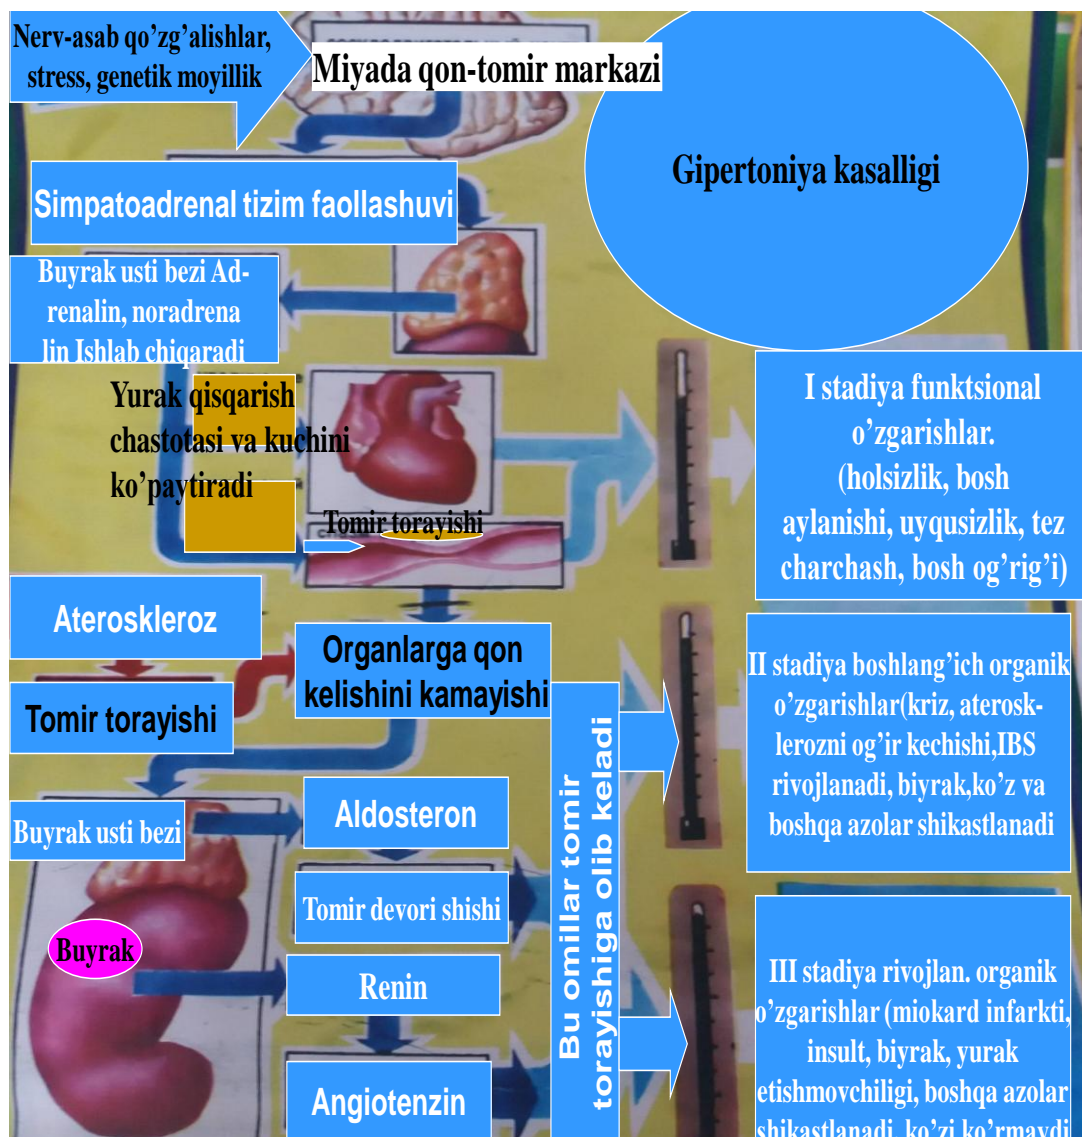 Nerv-asab qo’zg’alishlar,
stress, genetik moyillik
Miyada qon-tomir markazi
Gipertoniya kasalligi
Simpatoadrenal tizim faollashuvi
Buyrak usti bezi Ad-
renalin, noradrena
lin Ishlab chiqaradi
Yurak qisqarish
chastotasi va kuchini
ko’paytiradi
Tomir torayishi
I stadiya funktsional
o’zgarishlar.
(holsizlik, bosh
aylanishi, uyqusizlik, tez
charchash, bosh og’rig’i)
Ateroskleroz
Tomir torayishi
Organlarga qon
kelishini kamayishi
II stadiya boshlang’ich organik
o’zgarishlar(kriz, aterosk-
lerozni og’ir kechishi,IBS
rivojlanadi, biyrak,ko’z va
boshqa azolar shikastlanadi
Buyrak usti bezi
Aldosteron
Tomir devori shishi
Buyrak
Renin
Angiotenzin
Bu omillar tomir
torayishiga olib keladi
III stadiya rivojlan. organik
o’zgarishlar (miokard infarkti,
insult, biyrak, yurak
etishmovchiligi, boshqa azolar
shikastlanadi, ko’zi ko’rmaydi